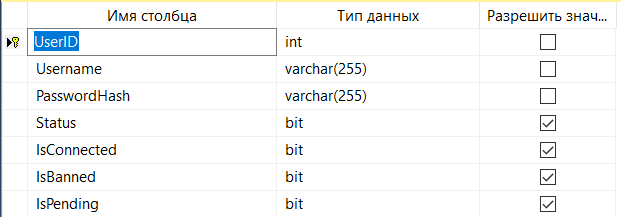 Имя столбца Тип данных Разрешить знач...
UserID int
Username varchar(255)
PasswordHash varchar(255)
Status bit
IsConnected bit
IsBanned bit
IsPending bit